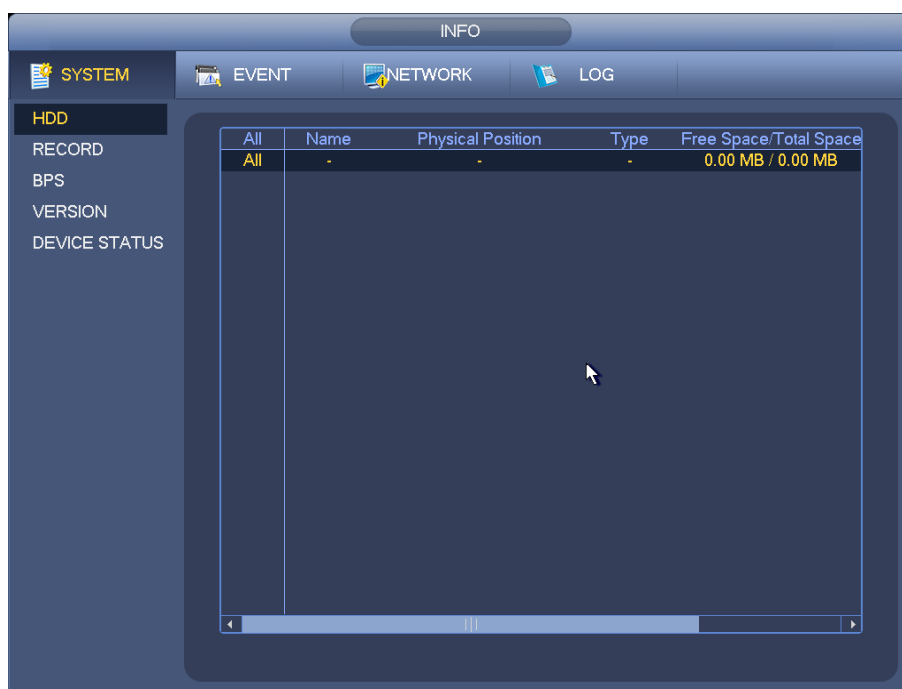 INFO
SYSTEM EVENT NETWORK LOG
HDD
RECORD
BPS
VERSION
DEVICE STATUS
All Name Physical Position Type Free Space/Total Space
All - - - 0.00 MB / 0.00 MB